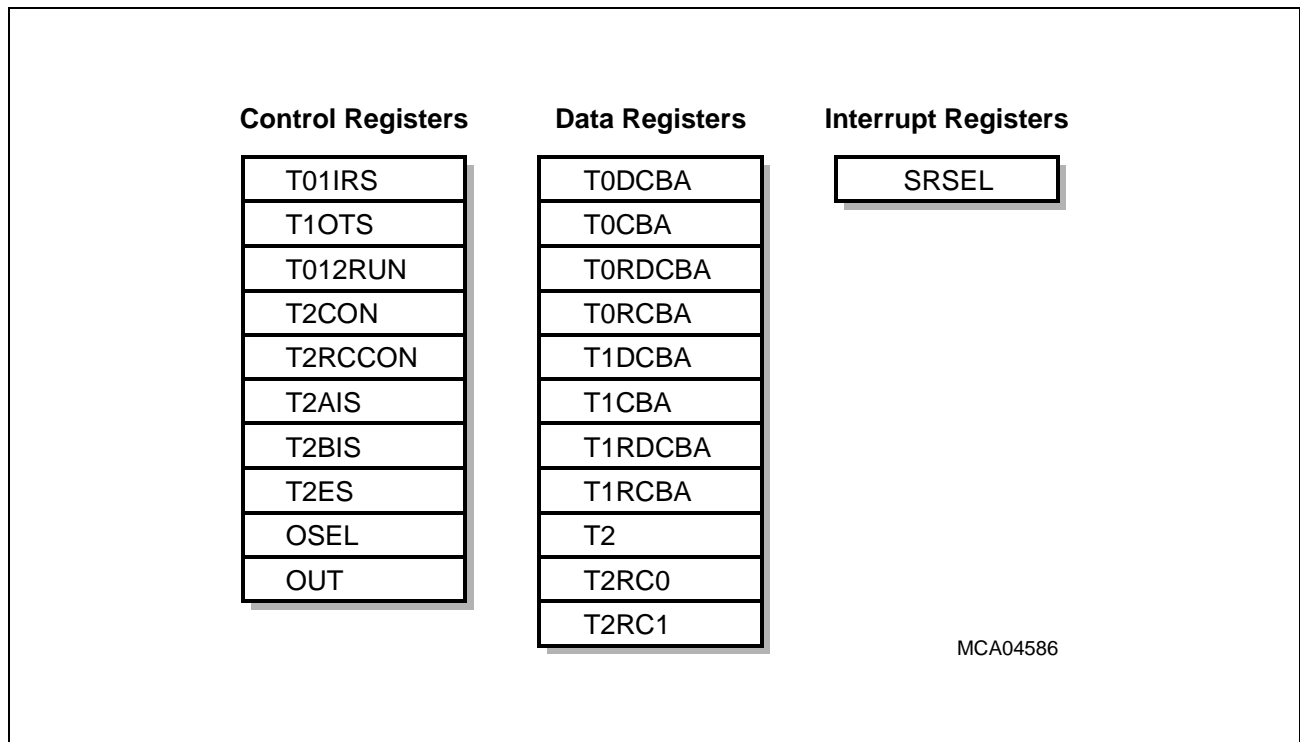 Control Registers
T01IRS
T1OTS
T012RUN
T2CON
T2RCCON
T2AIS
T2BIS
T2ES
OSEL
OUT
Data Registers
T0DCBA
T0CBA
T0RDCBA
T0RCBA
T1DCBA
T1CBA
T1RDCBA
T1RCBA
T2
T2RC0
T2RC1
Interrupt Registers
SRSEL
MCA04586